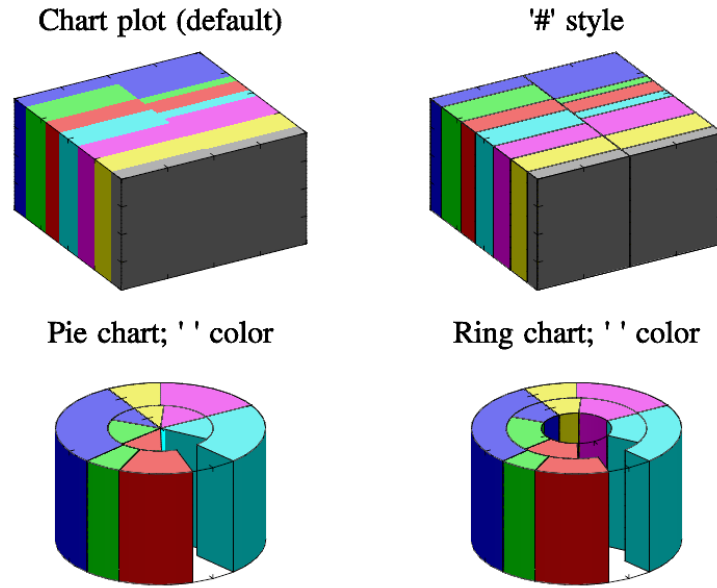 Chart plot (default)
'#' style
Pie chart; ' ' color
Ring chart; ' ' color